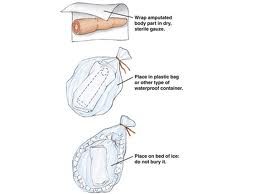 Wrap amputated
body part in dry,
sterile gauze.
Place in plastic bag
or other type of
waterproof container.
Place on bed of ice:
do not bury it.